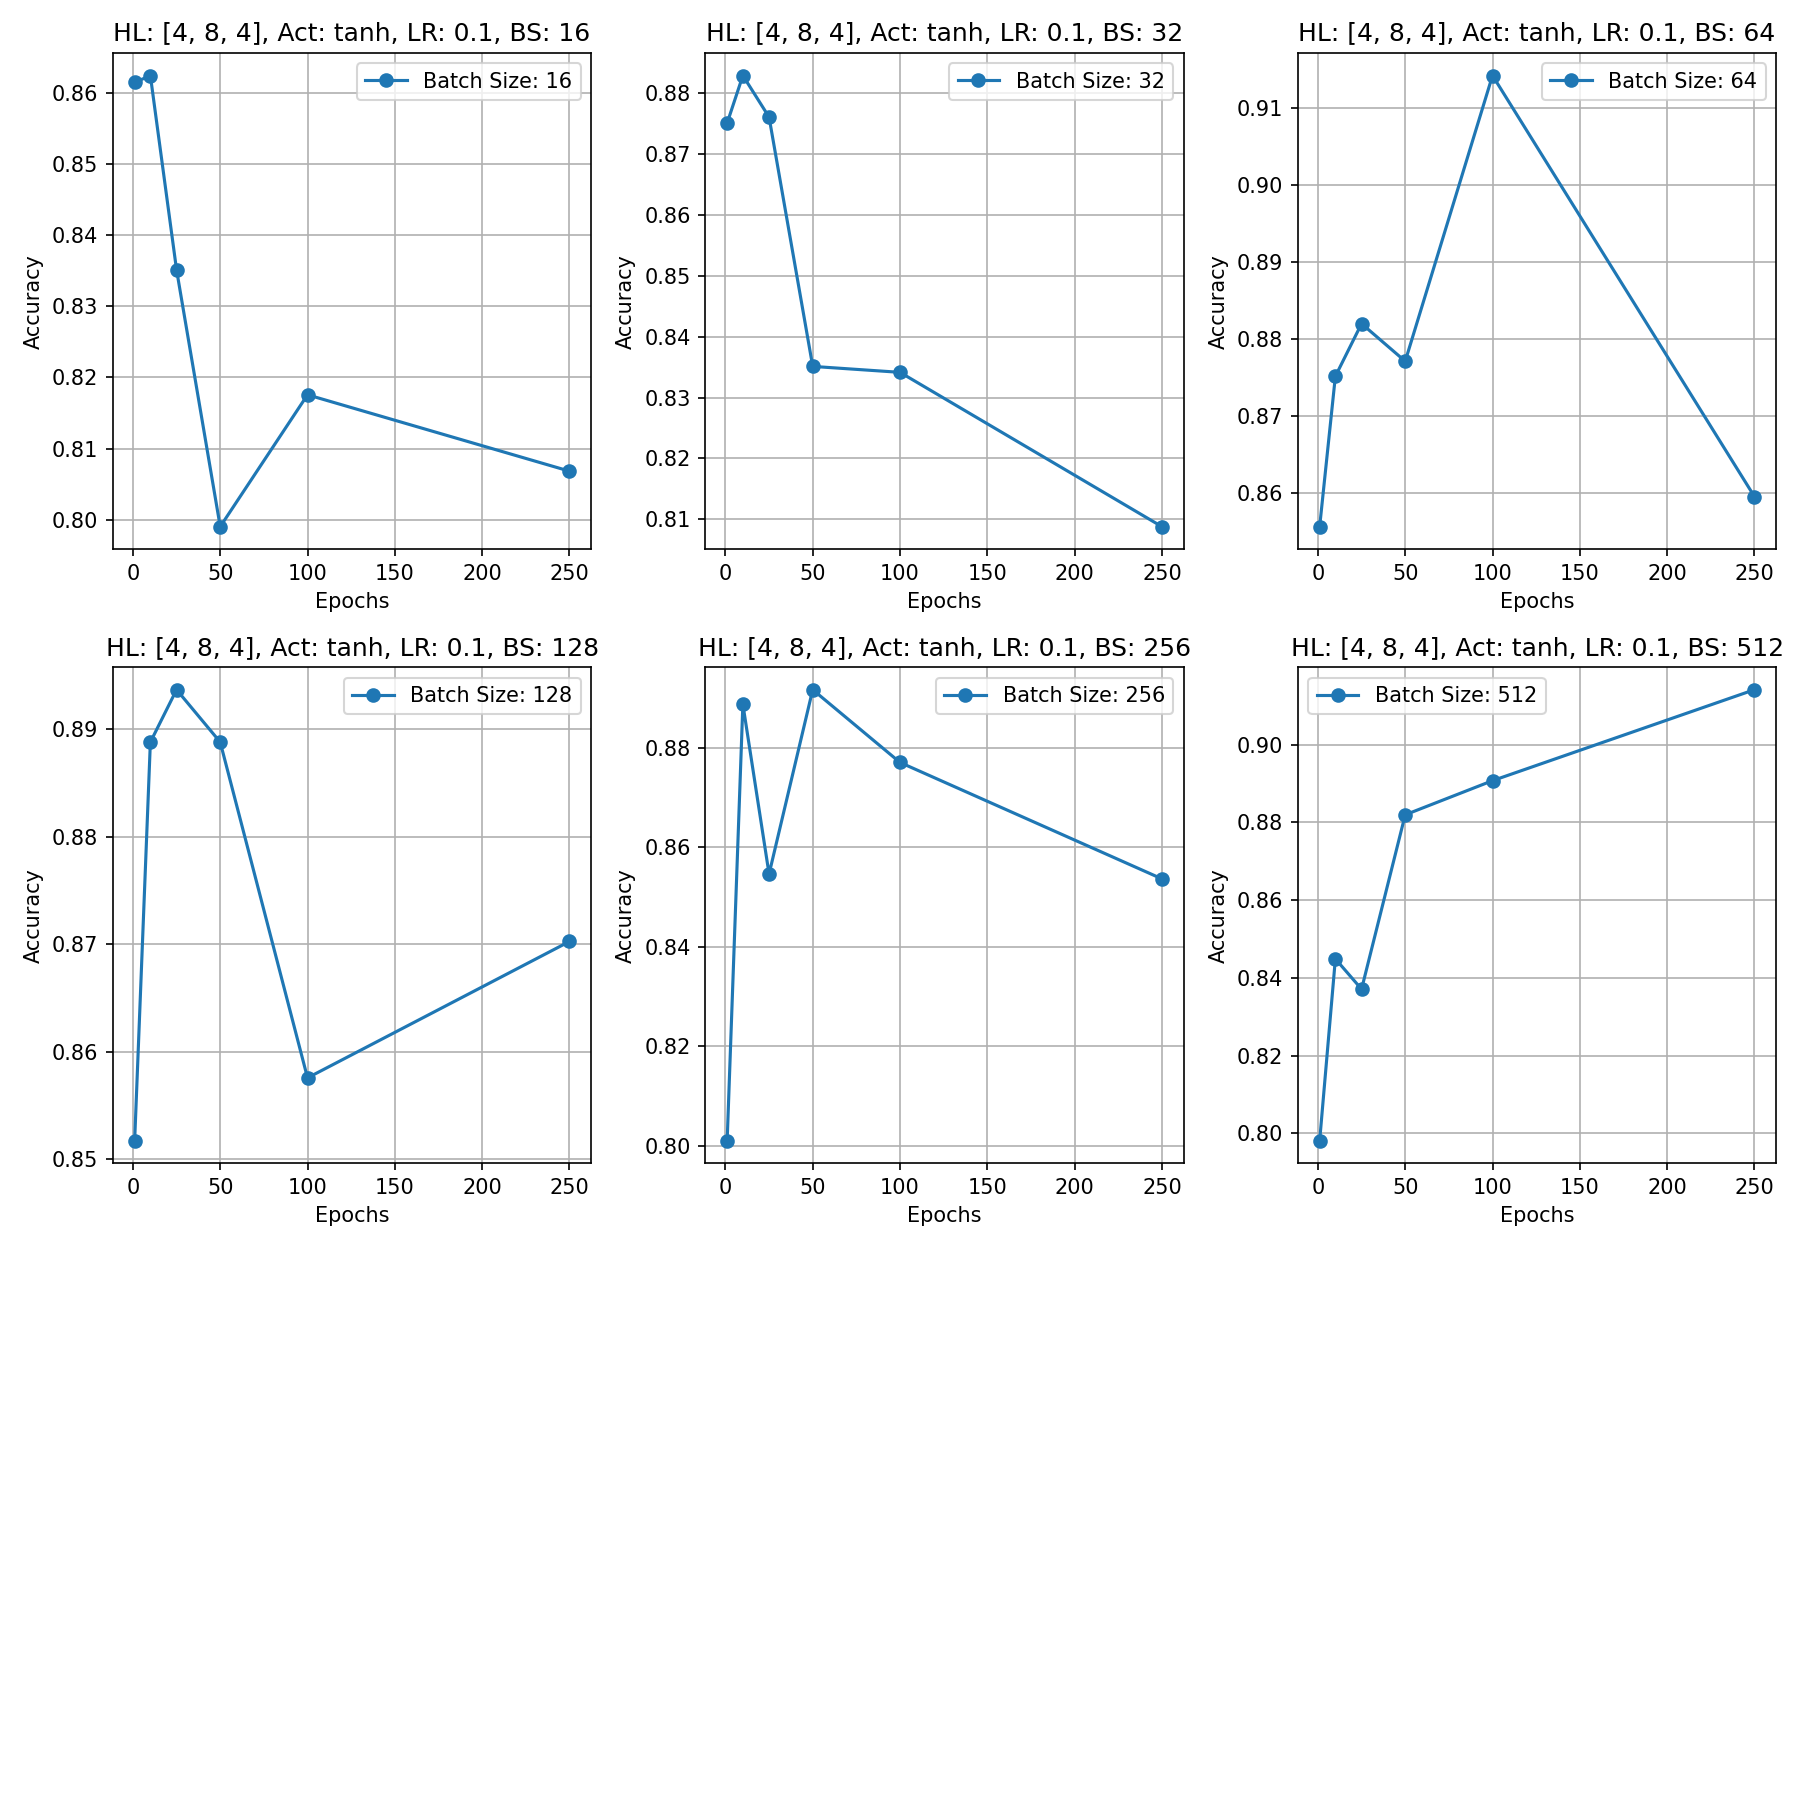 HL: [4, 8, 4], Act: tanh, LR: 0.1, BS: 16
Batch Size: 16
Accuracy
0.86
0.85
0.84
0.83
0.82
0.81
0.80
0 50 100 150 200 250
Epochs
HL: [4, 8, 4], Act: tanh, LR: 0.1, BS: 32
Batch Size: 32
Accuracy
0.88
0.87
0.86
0.85
0.84
0.83
0.82
0.81
0 50 100 150 200 250
Epochs
HL: [4, 8, 4], Act: tanh, LR: 0.1, BS: 64
Batch Size: 64
Accuracy
0.91
0.90
0.89
0.88
0.87
0.86
0 50 100 150 200 250
Epochs
HL: [4, 8, 4], Act: tanh, LR: 0.1, BS: 128
Batch Size: 128
Accuracy
0.89
0.88
0.87
0.86
0.85
0 50 100 150 200 250
Epochs
HL: [4, 8, 4], Act: tanh, LR: 0.1, BS: 256
Batch Size: 256
Accuracy
0.88
0.86
0.84
0.82
0.80
0 50 100 150 200 250
Epochs
HL: [4, 8, 4], Act: tanh, LR: 0.1, BS: 512
Batch Size: 512
Accuracy
0.90
0.88
0.86
0.84
0.82
0.80
0 50 100 150 200 250
Epochs